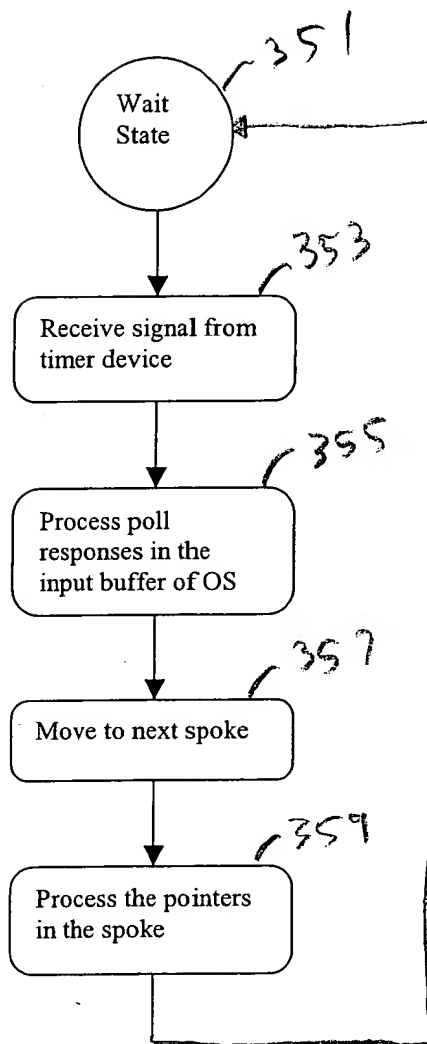 351
Wait
State
353
Receive signal from
timer device
355
Process poll
responses in the
input buffer of OS
357
Move to next spoke
359
Process the pointers
in the spoke